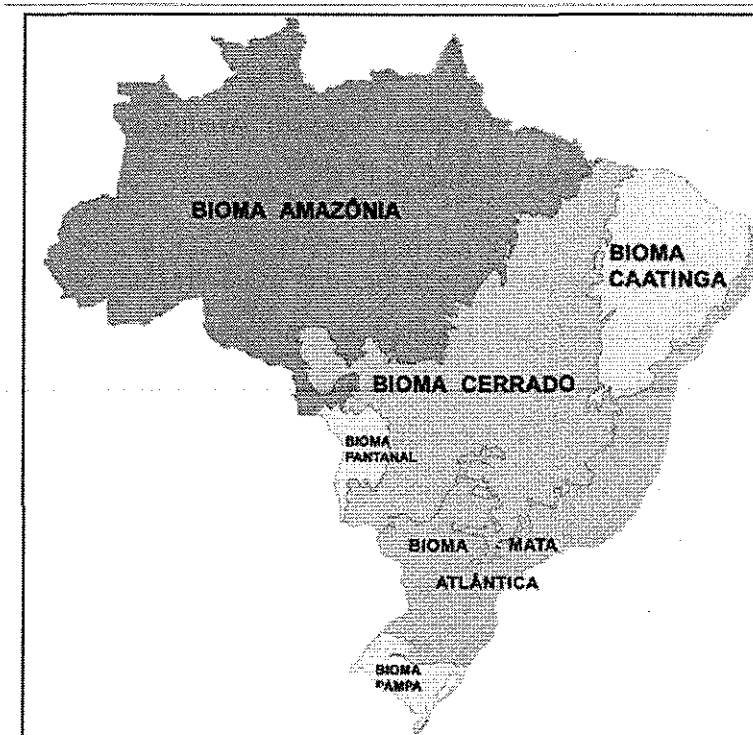 BIOMA AMAZÔNIA
BIOMA
CAATINGA
BIOMA CERRADO
BIOMA
PANTANAL
BIOMA - MATA
ATLÂNTICA
BIOMA
PAMPA